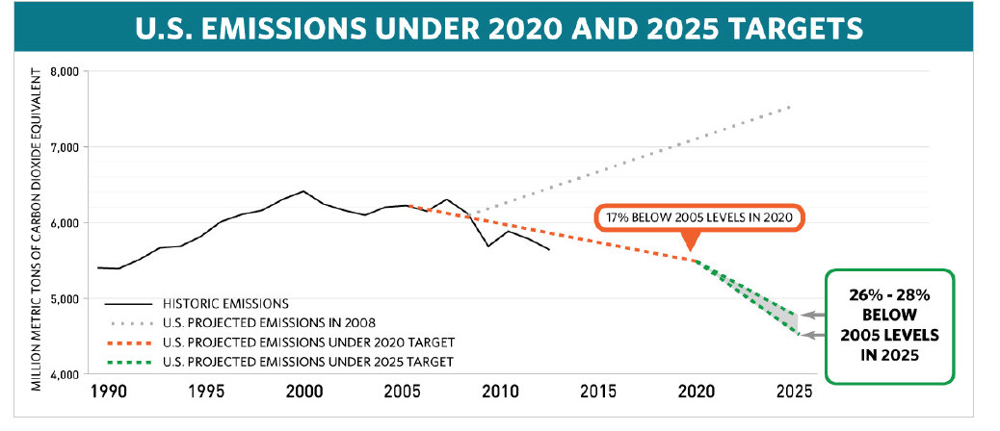 U.S. EMISSIONS UNDER 2020 AND 2025 TARGETS
MILLION METRIC TONS OF CARBON DIOXIDE EQUIVALENT
8,000
7,000
6,000
5,000
4,000
17% BELOW 2005 LEVELS IN 2020
26% - 28%
BELOW
2005 LEVELS
IN 2025
HISTORIC EMISSIONS
U.S. PROJECTED EMISSIONS IN 2008
U.S. PROJECTED EMISSIONS UNDER 2020 TARGET
U.S. PROJECTED EMISSIONS UNDER 2025 TARGET
1990 1995 2000 2005 2010 2015 2020 2025